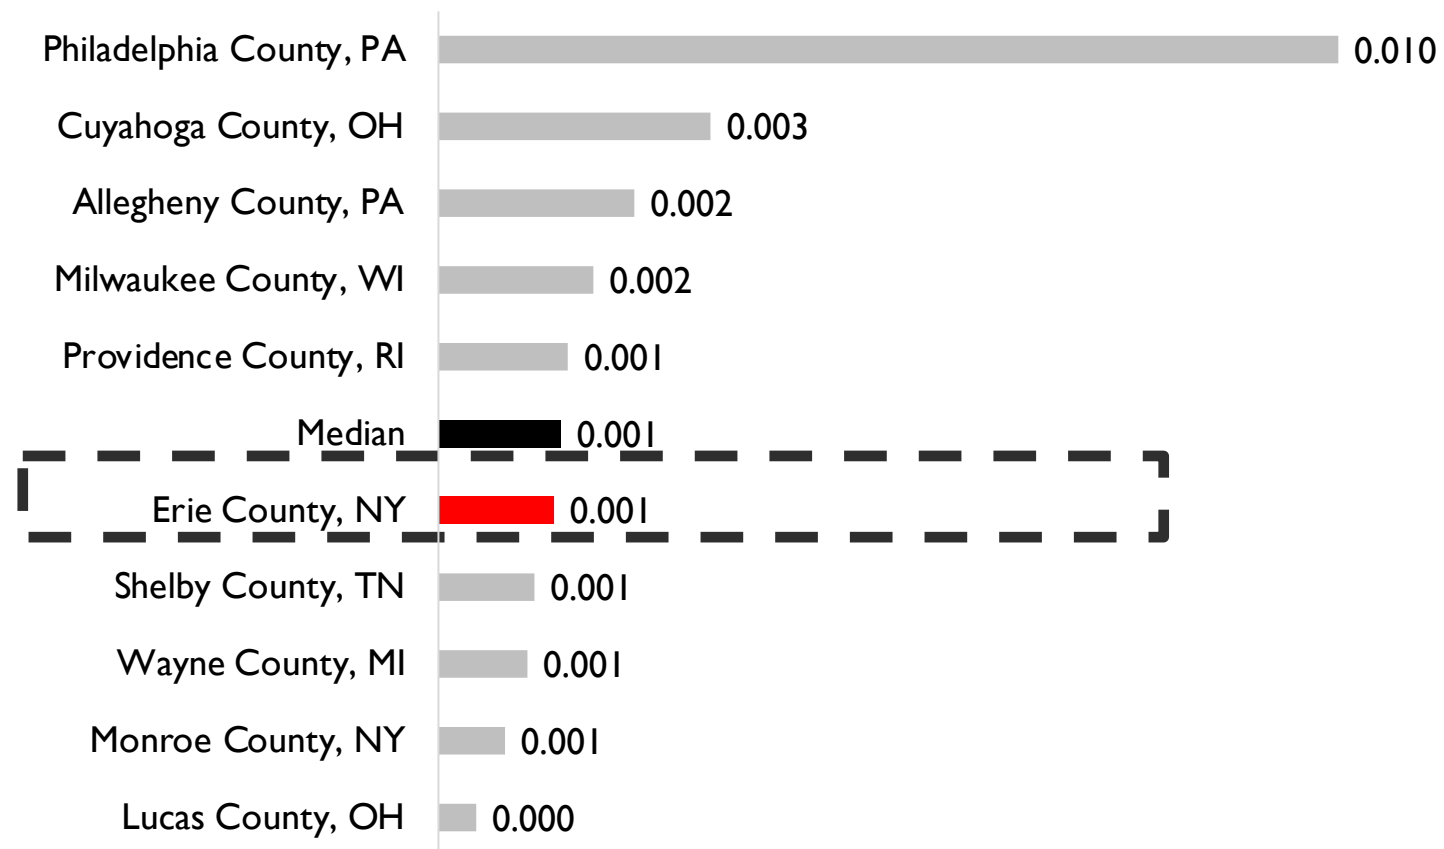 Philadelphia County, PA 0.010
Cuyahoga County, OH 0.003
Allegheny County, PA 0.002
Milwaukee County, WI 0.002
Providence County, RI 0.001
Median 0.001
Erie County, NY 0.001
Shelby County, TN 0.001
Wayne County, MI 0.001
Monroe County, NY 0.001
Lucas County, OH 0.000